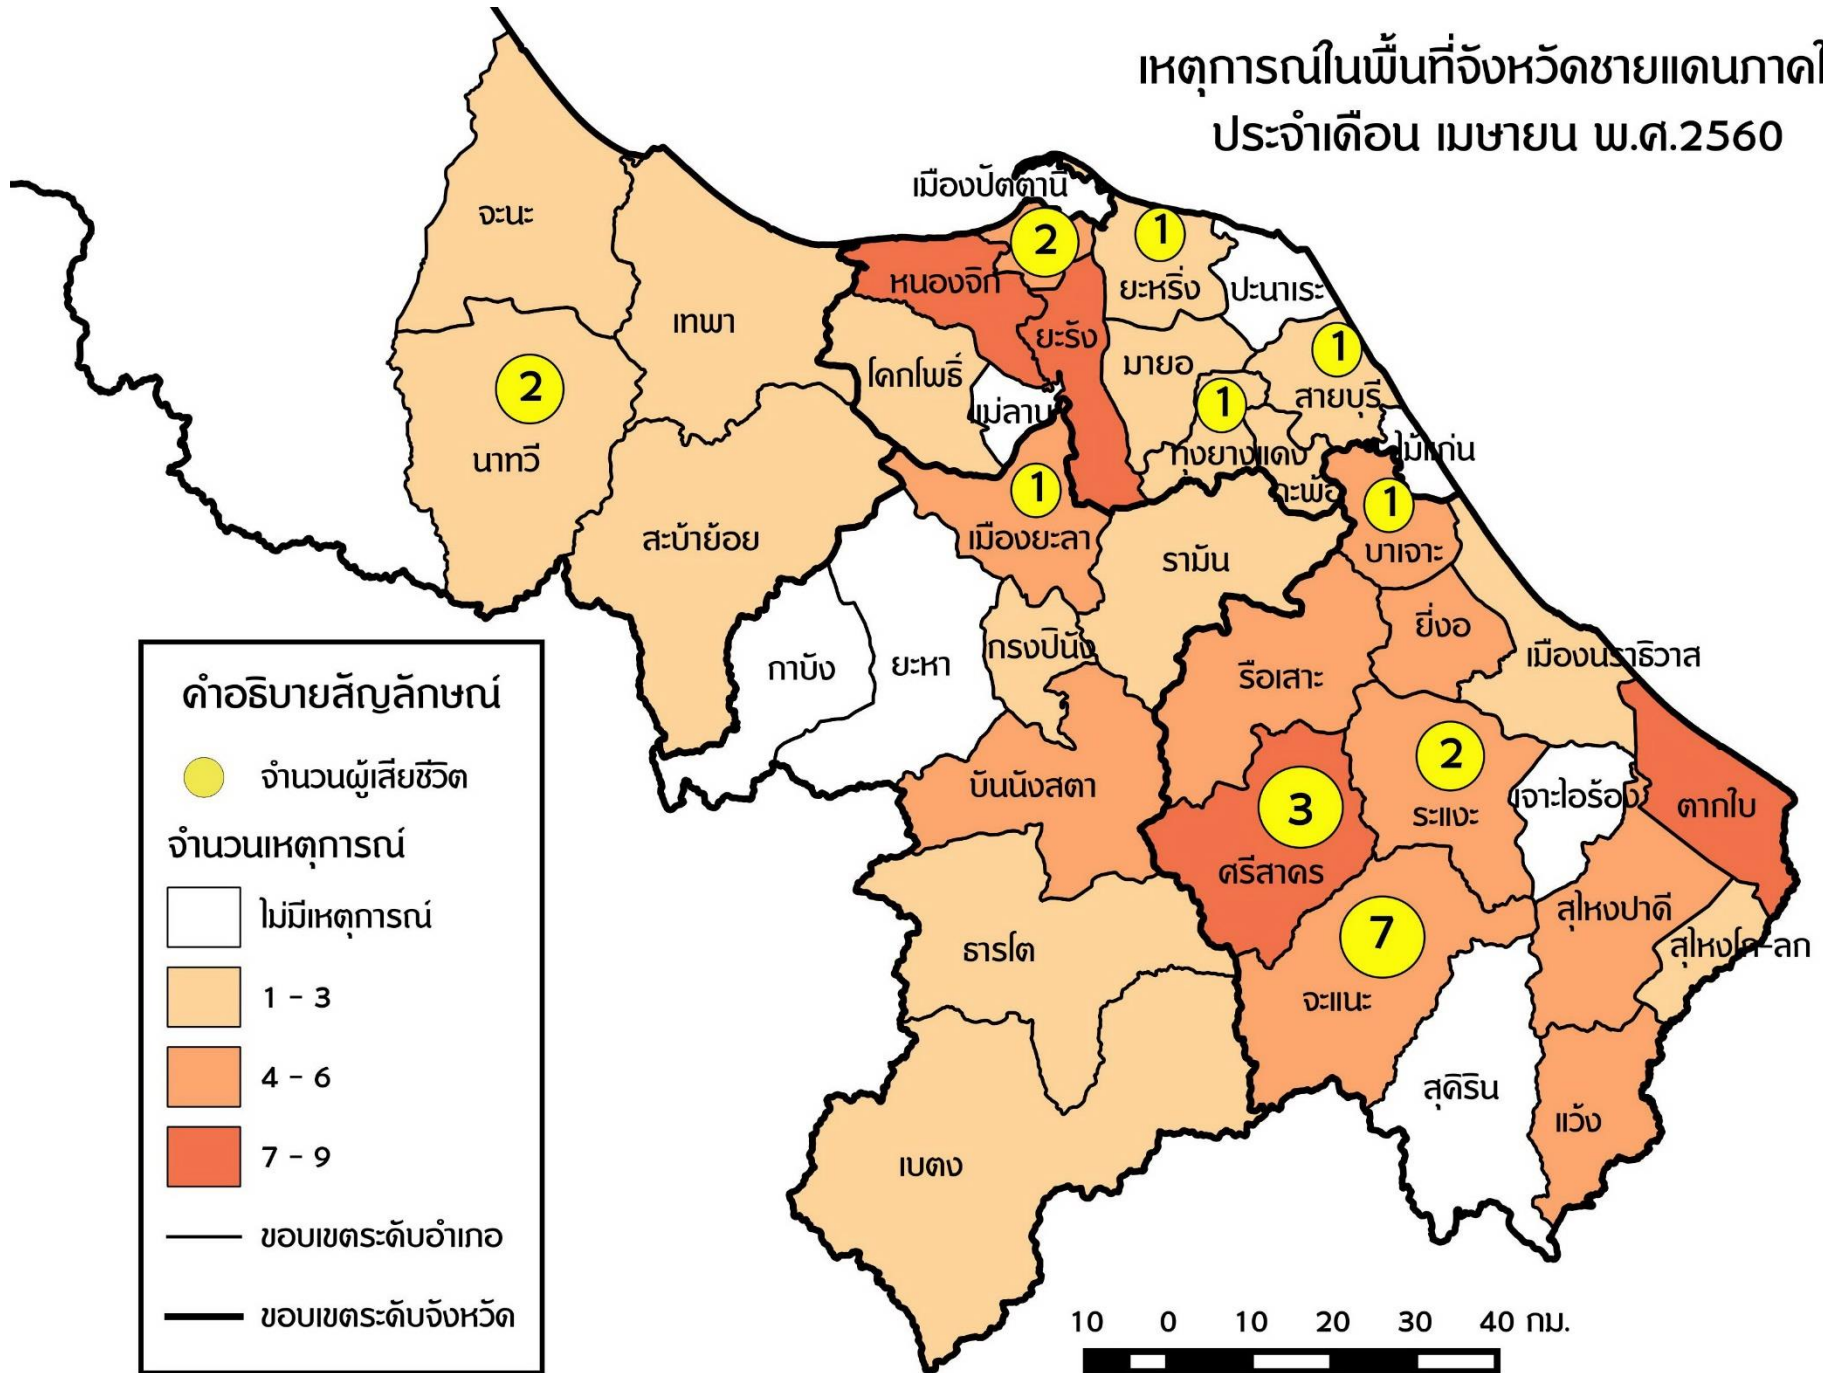 เหตุการณ์ในพื้นที่จังหวัดชายแดนภาคใ
ประจำเดือน เมษายน พ.ศ.2560
เมืองปัตตานี
จะนะ
2
1
หนองจิก
ยะหริ่ง
ปะนาเระ
เทพา
ยะรัง
1
โคกโพธิ์
มายอ
2
สายบุรี
1
แม่ลาน
นาทวี
ทุ่งยางแดง
ไม้แก่น
1
กะพ้อ
1
สะบ้าย้อย
เมืองยะลา
รามัน
บาเจาะ
ยี่งอ
กรงปินัง
เมืองนราธิวาส
กาบัง
ยะหา
รือเสาะ
2
บันนังสตา
3
ระแงะ
เจาะไอร้อง
ตากใบ
ศรีสาคร
สุไหงปาดี
7
ธารโต
สุไหงโก-ลก
จะแนะ
สุคิริน
แว้ง
เบตง
คำอธิบายสัญลักษณ์
จำนวนผู้เสียชีวิต
จำนวนเหตุการณ์
ไม่มีเหตุการณ์
1 - 3
4 - 6
7 - 9
ขอบเขตระดับอำเภอ
ขอบเขตระดับจังหวัด
10 0 10 20 30 40 กม.